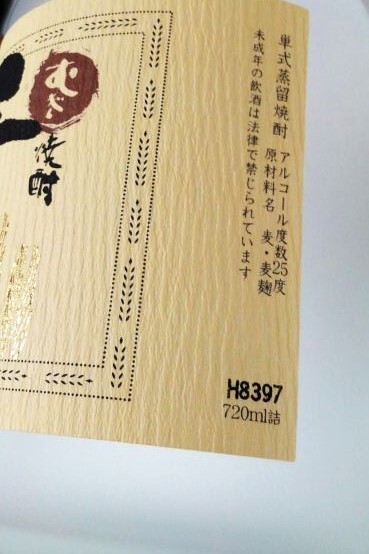 単式蒸留焼酎 アルコール度数25度
原材料名 麦・麦麹
未成年の飲酒は法律で禁じられています
むぎ
焼酎
H8397
720ml詰